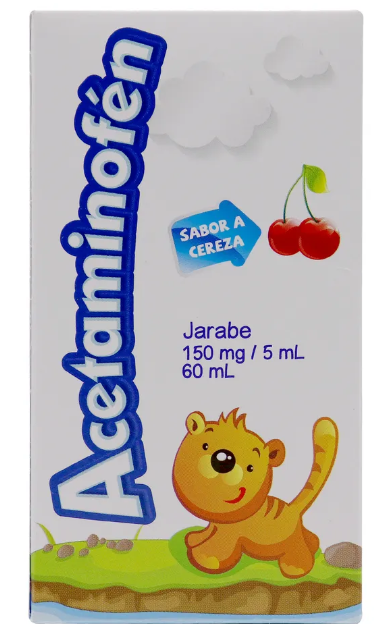 Acetaminofén
SABOR A
CEREZA
Jarabe
150 mg / 5 mL
60 mL